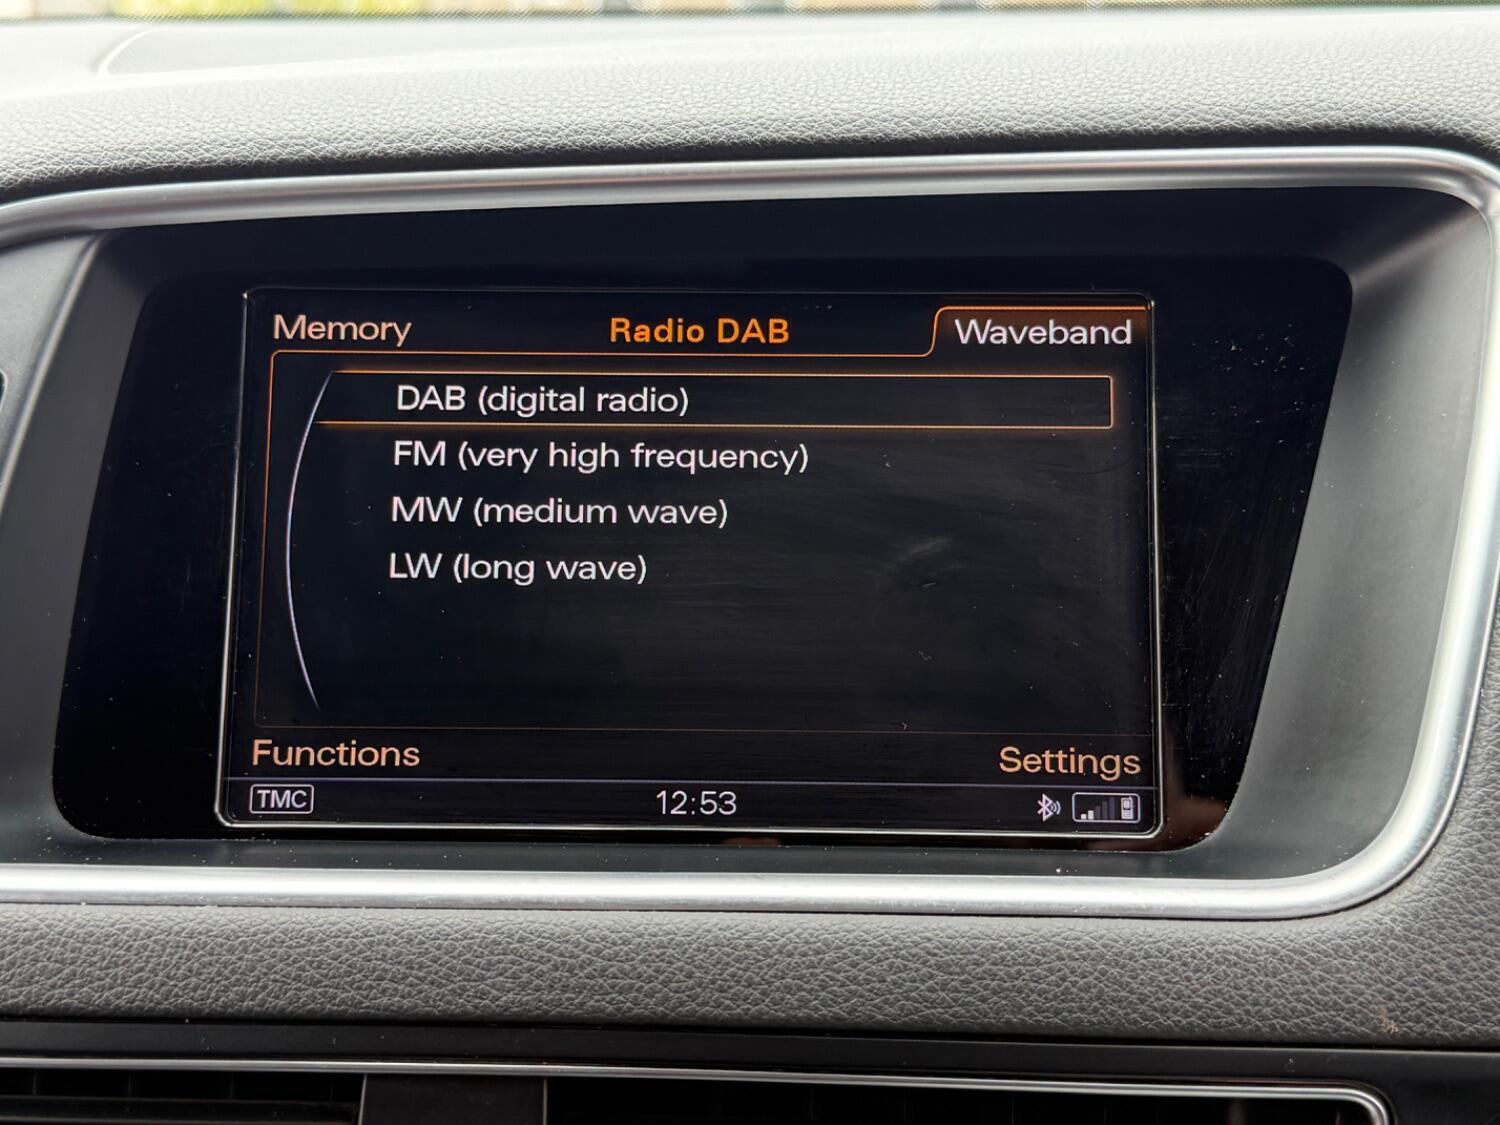 Memory Radio DAB Waveband
DAB (digital radio)
FM (very high frequency)
MW (medium wave)
LW (long wave)
Functions Settings
TMC 12:53